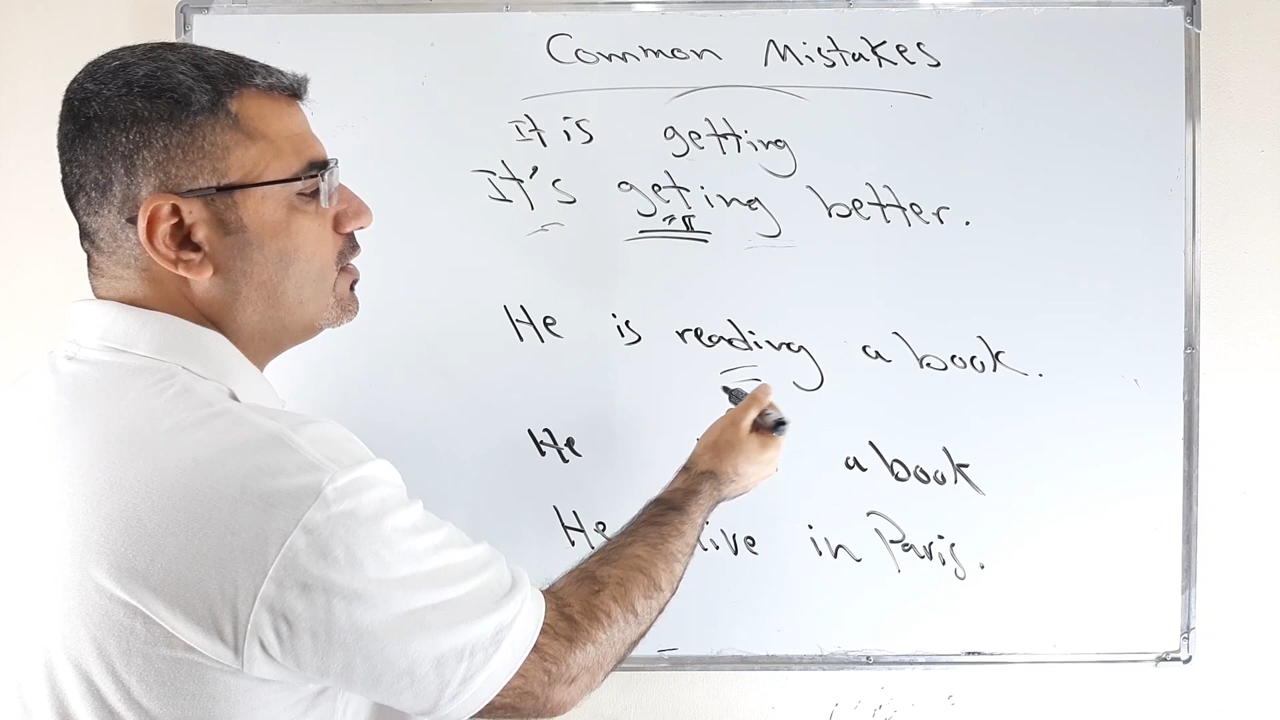 Common Mistakes
It is getting
It's geting better.
He is reading a book.
He a book
He live in Paris.